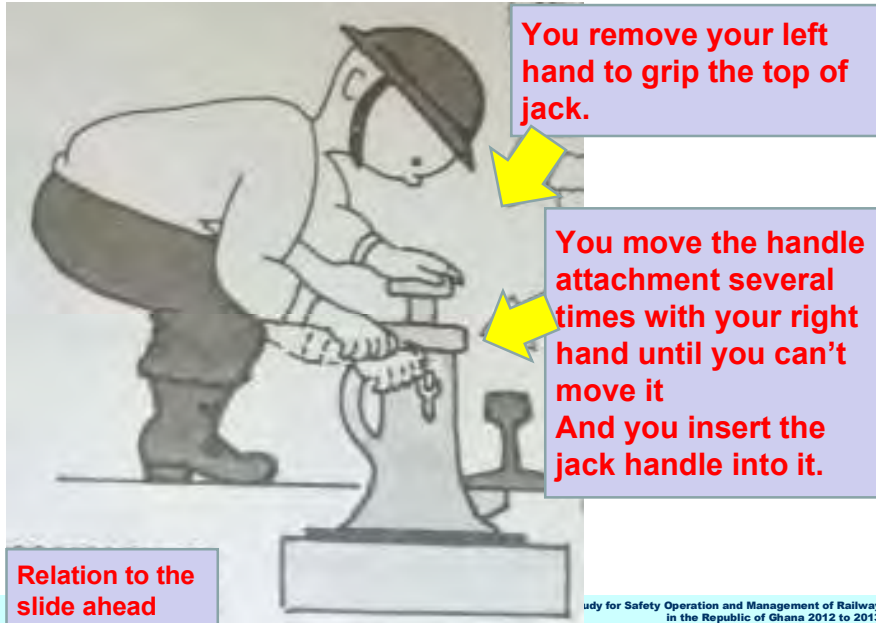 You remove your left
hand to grip the top of
jack.
You move the handle
attachment several
times with your right
hand until you can't
move it
And you insert the
jack handle into it.
Relation to the
slide ahead
for Safety Operation and Management of Railway
in the Republic of Ghana 2012 to 2013